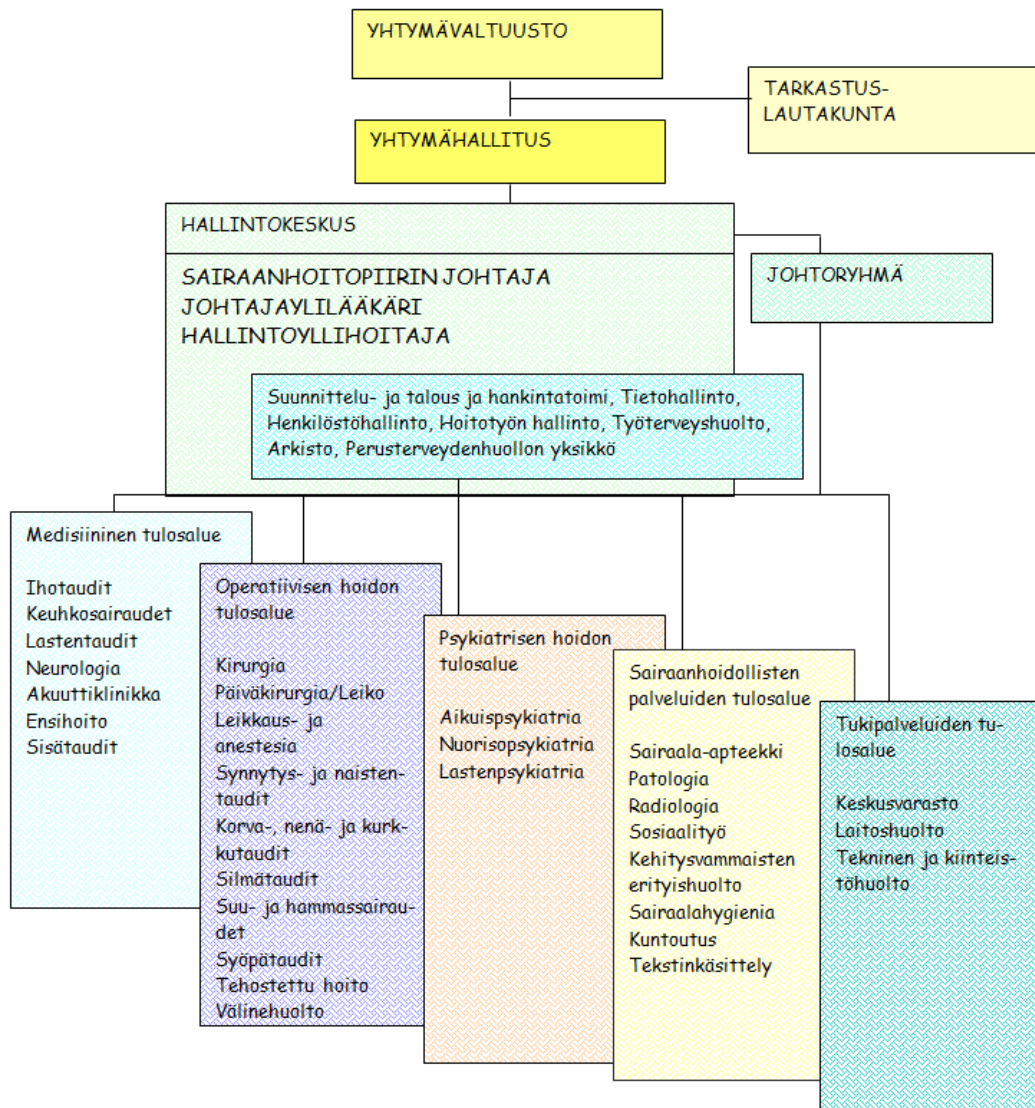 YHTYMÄVALTUUSTO
TARKASTUS-
LAUTAKUNTA
YHTYMÄHALLITUS
HALLINTOKESKUS
SAIRAANHOITOPIIRIN JOHTAJA
JOHTAJAYLILÄÄKÄRI
HALLINTOYLLIHOITAJA
JOHTORYHMÄ
Suunnittelu- ja talous ja hankintatoimi, Tietohallinto,
Henkilöstöhallinto, Hoitotyön hallinto, Työterveyshuolto,
Arkisto, Perusterveydenhuollon yksikkö
Medisiininen tulosalue
Ihotaudit
Keuhkosairaudet
Lastentaudit
Neurologia
Akuuttiklinikka
Ensihoito
Sisätaudit
Operatiivisen hoidon
tulosalue
Kirurgia
Päiväkirurgia/Leiko
Leikkaus- ja
anestesia
Synnytys- ja naisten-
taudit
Korva-, nenä- ja kurk-
kutaudit
Silmätaudit
Suu- ja hammassairau-
det
Syöpätaudit
Tehostettu hoito
Välinehuolto
Psykiatrisen hoidon
tulosalue
Aikuispsykiatria
Nuorisopsykiatria
Lastenpsykiatria
Sairaanhoidollisten
palveluiden tulosalue
Sairaala-apteekki
Patologia
Radiologia
Sosiaalityö
Kehitysvammaisten
erityishuolto
Sairaalahygienia
Kuntoutus
Tekstinkäsittely
Tukipalveluiden tu-
losalue
Keskusvarasto
Laitoshuolto
Tekninen ja kiinteis-
töhuolto